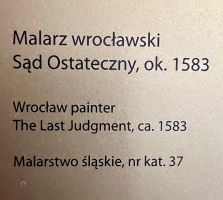 Malarz wrocławski
Sąd Ostateczny, ok. 1583
Wrocław painter
The Last Judgment, ca. 1583
Malarstwo śląskie, nr kat. 37